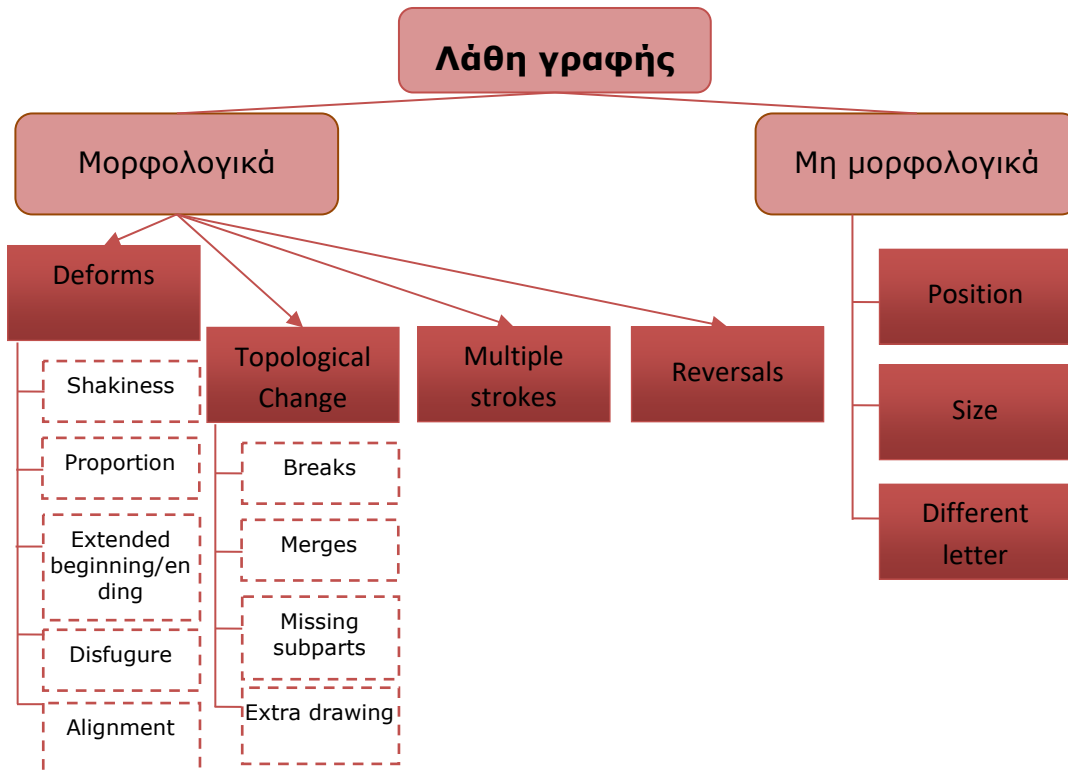 Λάθη γραφής
Μορφολογικά
Μη μορφολογικά
Deforms
Shakiness
Proportion
Extended
beginning/en
ding
Disfugure
Alignment
Topological
Change
Breaks
Merges
Missing
subparts
Extra drawing
Multiple
strokes
Reversals
Position
Size
Different
letter